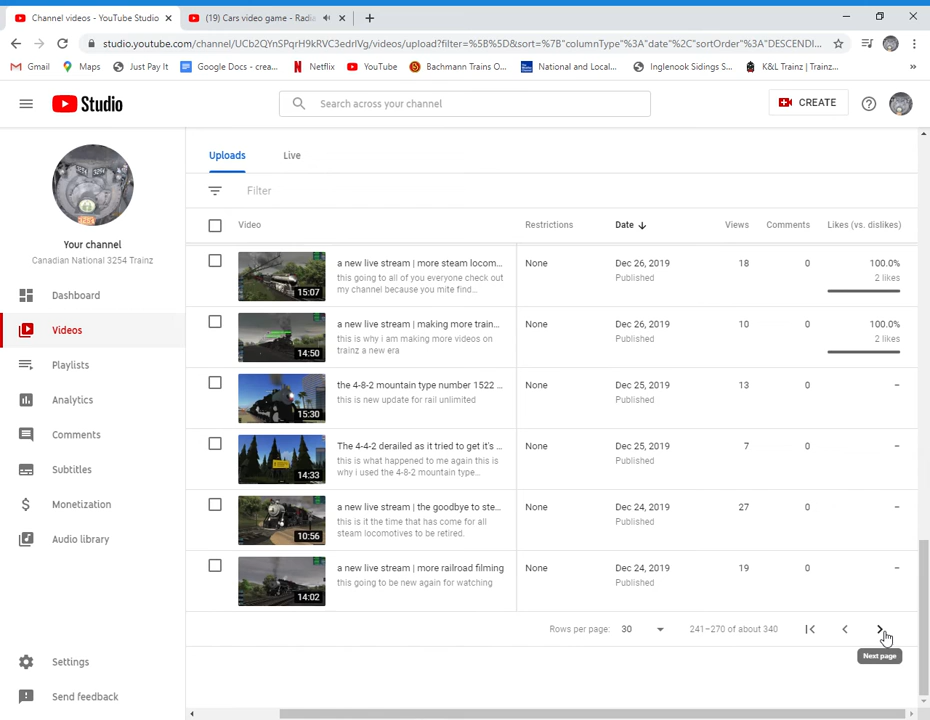 Channel videos - YouTube Studio
(19) Cars video game - Radia
studio.youtube.com/channel/UCb2QYnSPqrH9kRVC3edrIVg/videos/upload?filter=%5B%5D&sort=%7B"columnType"%3A"date"%2C"sortOrder"%3A"DESCENDI...
Gmail
Maps
Just Pay It
Google Docs - crea...
Netflix
YouTube
Bachmann Trains O...
National and Local...
Inglenook Sidings S...
K&L Trainz | Trainz...
»
Studio
Search across your channel
CREATE
Your channel
Canadian National 3254 Trainz
Dashboard
Videos
Playlists
Analytics
Comments
Subtitles
Monetization
Audio library
Settings
Send feedback
Uploads Live
Filter
Video Restrictions Date Views Comments Likes (vs. dislikes)
a new live stream | more steam locom... None Dec 26, 2019 18 0 100.0%
this going to all of you everyone check out Published 2 likes
my channel because you mite find...
15:07
a new live stream | making more train... None Dec 26, 2019 10 0 100.0%
this is why i am making more videos on Published 2 likes
trainz a new era
14:50
the 4-8-2 mountain type number 1522 ... None Dec 25, 2019 13 0 –
this is new update for rail unlimited Published
15:30
The 4-4-2 derailed as it tried to get it's ... None Dec 25, 2019 7 0 –
this is what happened to me again this is Published
why i used the 4-8-2 mountain type...
14:33
a new live stream | the goodbye to ste... None Dec 24, 2019 27 0 –
this is it the time that has come for all Published
steam locomotives to be retired.
10:56
a new live stream | more railroad filming None Dec 24, 2019 19 0 –
this going to be new again for watching Published
14:02
Rows per page: 30 241–270 of about 340
Next page